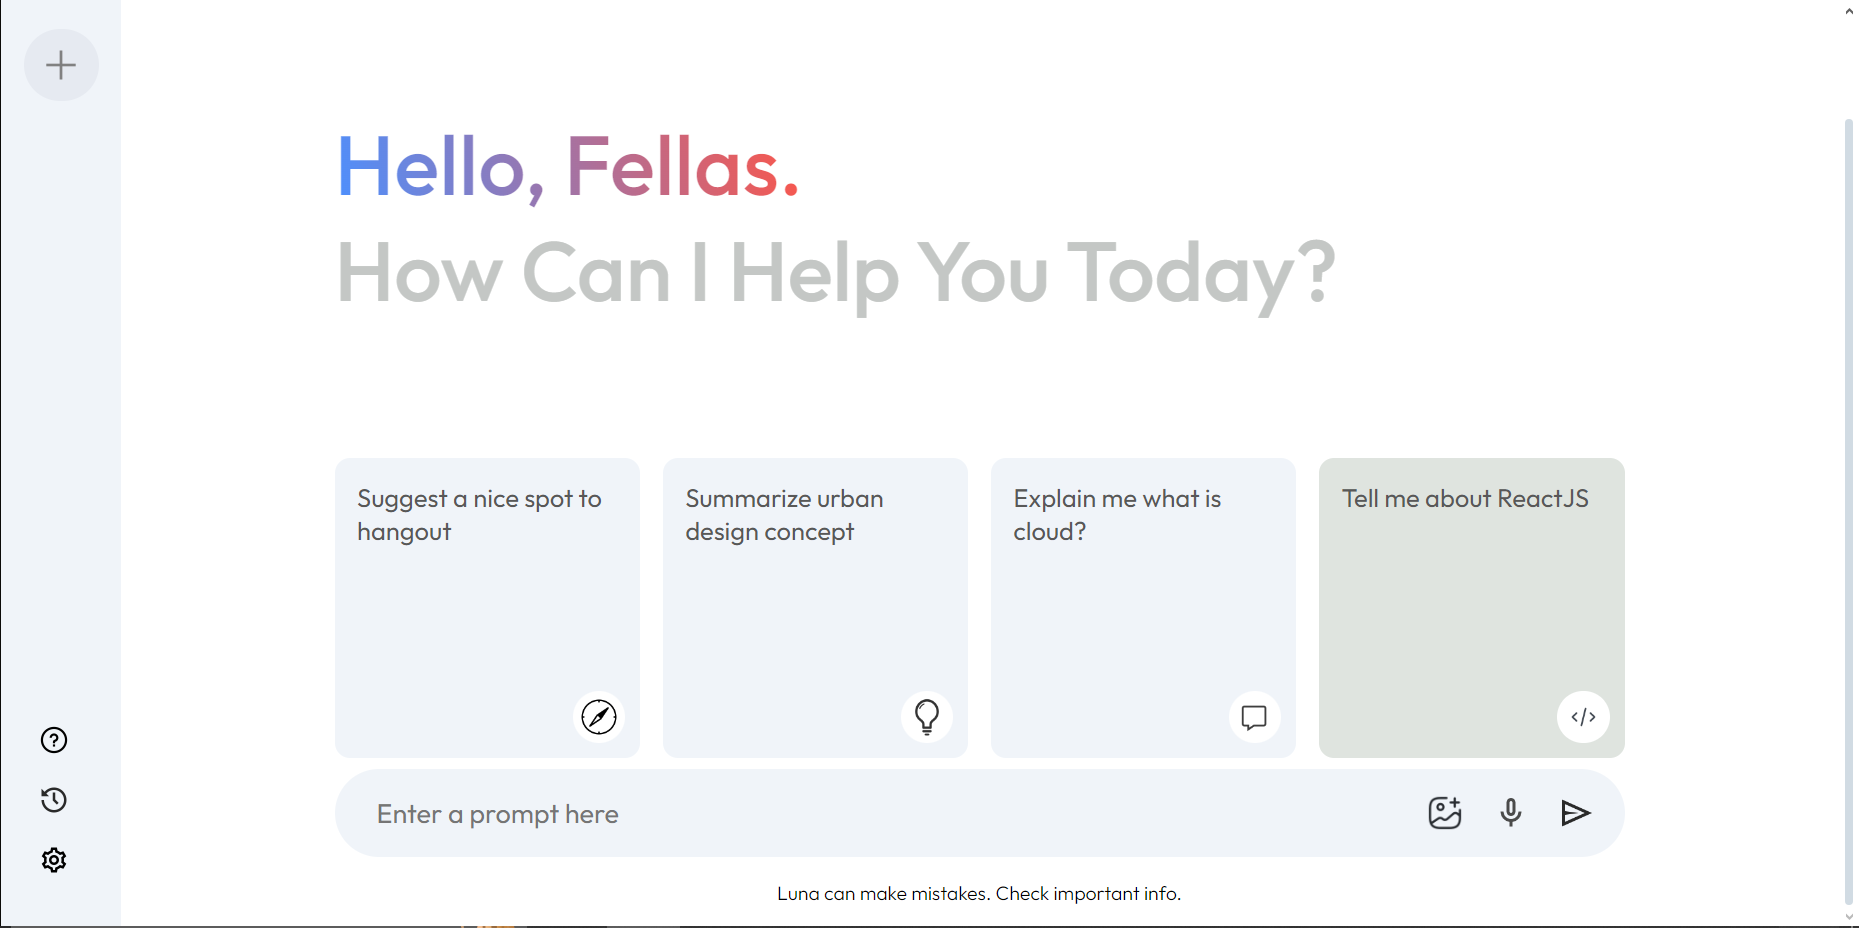 Hello, Fellas.
How Can I Help You Today?
Suggest a nice spot to
hangout
Summarize urban
design concept
Explain me what is
cloud?
Tell me about ReactJS
Enter a prompt here
Luna can make mistakes. Check important info.